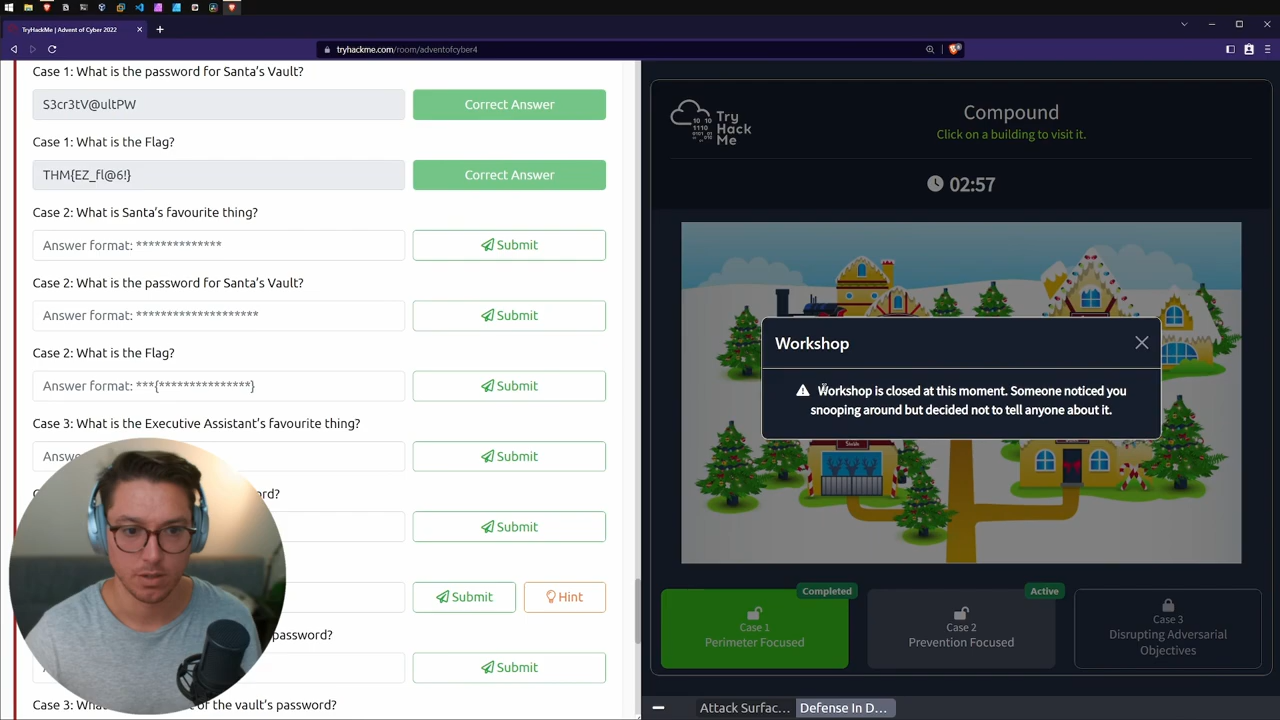 TryHackMe | Advent of Cyber 2022
tryhackme.com/room/adventofcyber4
Case 1: What is the password for Santa's Vault?
S3cr3tV@ultPW
Correct Answer
Case 1: What is the Flag?
THM{EZ_fl@6!}
Correct Answer
Case 2: What is Santa's favourite thing?
Answer format: **************
Submit
Case 2: What is the password for Santa's Vault?
Answer format: ********************
Submit
Case 2: What is the Flag?
Answer format: ***{***************}
Submit
Case 3: What is the Executive Assistant's favourite thing?
Submit
Submit
Submit
Hint
password?
Submit
of the vault's password?
Try
Hack
Me
10 10
1110
Compound
Click on a building to visit it.
02:57
Workshop
Workshop is closed at this moment. Someone noticed you
snooping around but decided not to tell anyone about it.
Completed
Case 1
Perimeter Focused
Active
Case 2
Prevention Focused
Case 3
Disrupting Adversarial
Objectives
Attack Surfac...
Defense In D...